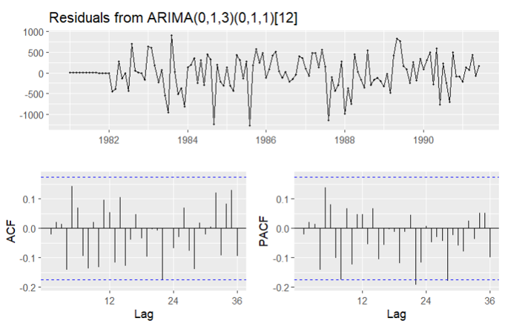 Residuals from ARIMA(0,1,3)(0,1,1)[12]
1000
500
0
-500
-1000
1982 1984 1986 1988 1990
ACF
0.1
0.0
-0.1
-0.2
12 24 36
Lag
PACF
0.1
0.0
-0.1
-0.2
12 24 36
Lag